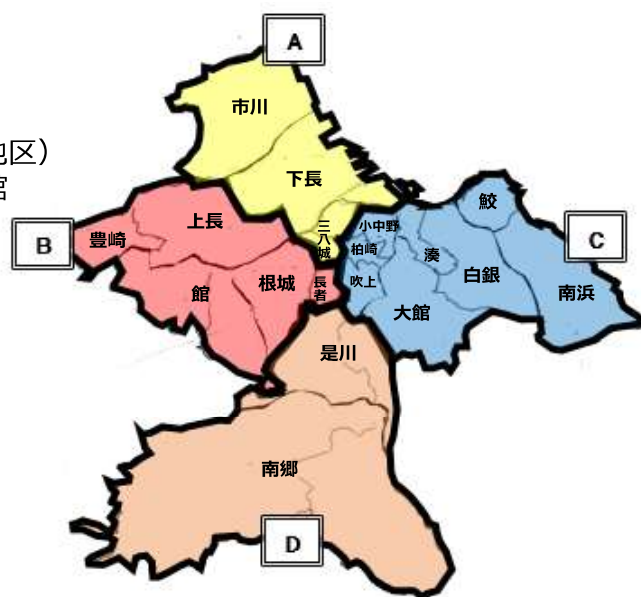 A
市川
地区）
下長
鮫
上長
三八城
小中野
豊崎
B
柏崎
湊
C
白銀
館
根城
長者
吹上
南浜
大館
是川
南郷
D